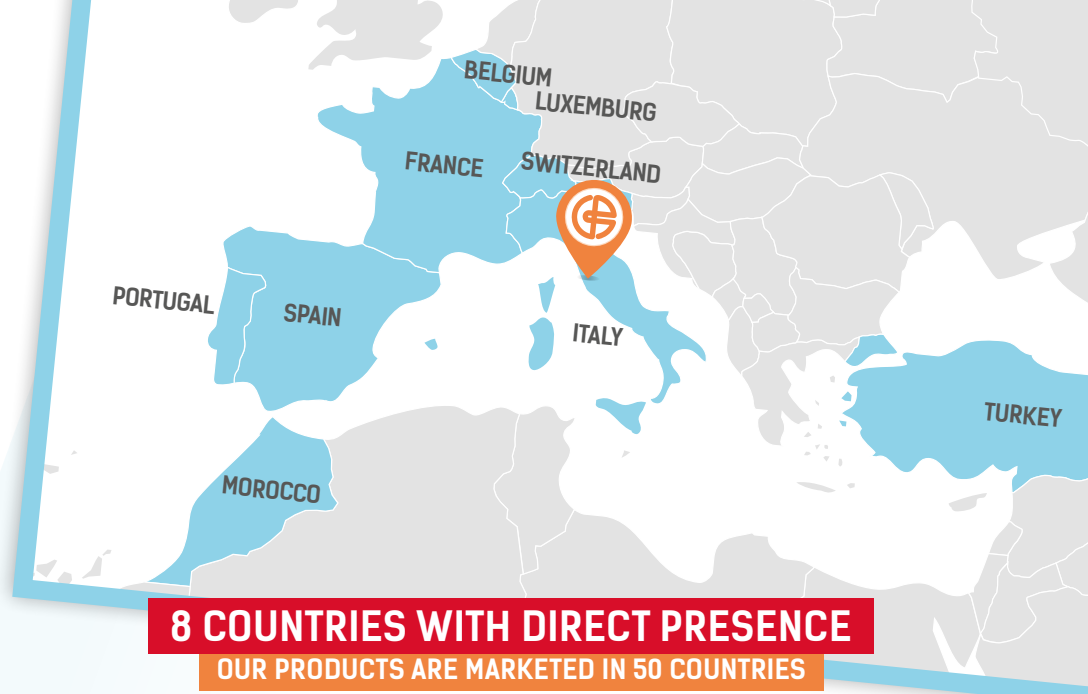 BELGIUM
LUXEMBURG
FRANCE
SWITZERLAND
PORTUGAL
SPAIN
ITALY
TURKEY
MOROCCO
8 COUNTRIES WITH DIRECT PRESENCE
OUR PRODUCTS ARE MARKETED IN 50 COUNTRIES